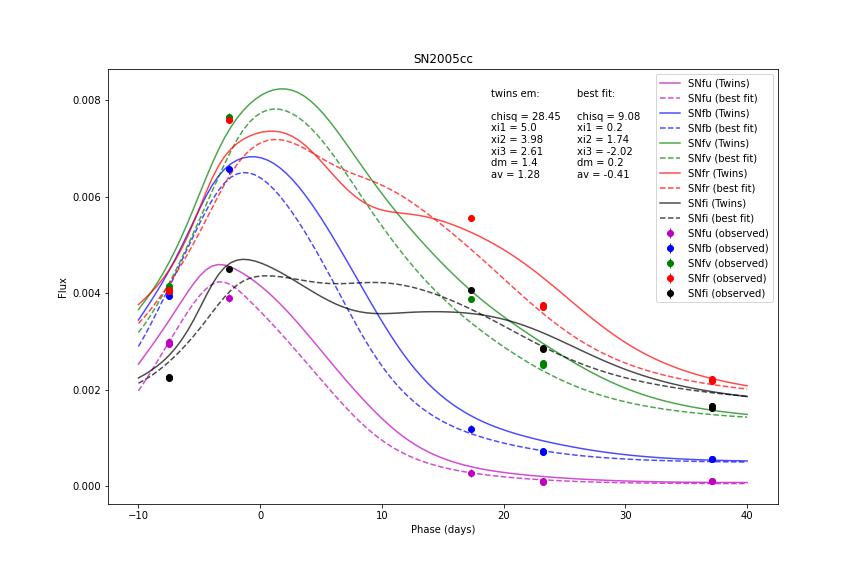 SN2005cc
twins em:
chisq = 28.45
xi1 = 5.0
xi2 = 3.98
xi3 = 2.61
dm = 1.4
av = 1.28
best fit:
chisq = 9.08
xi1 = 0.2
xi2 = 1.74
xi3 = -2.02
dm = 0.2
av = -0.41
SNfu (Twins)
SNfu (best fit)
SNfb (Twins)
SNfb (best fit)
SNfv (Twins)
SNfv (best fit)
SNfr (Twins)
SNfr (best fit)
SNfi (Twins)
SNfi (best fit)
SNfu (observed)
SNfb (observed)
SNfv (observed)
SNfr (observed)
SNfi (observed)
Flux
0.008
0.006
0.004
0.002
0.000
−10
0
10
20
30
40
Phase (days)